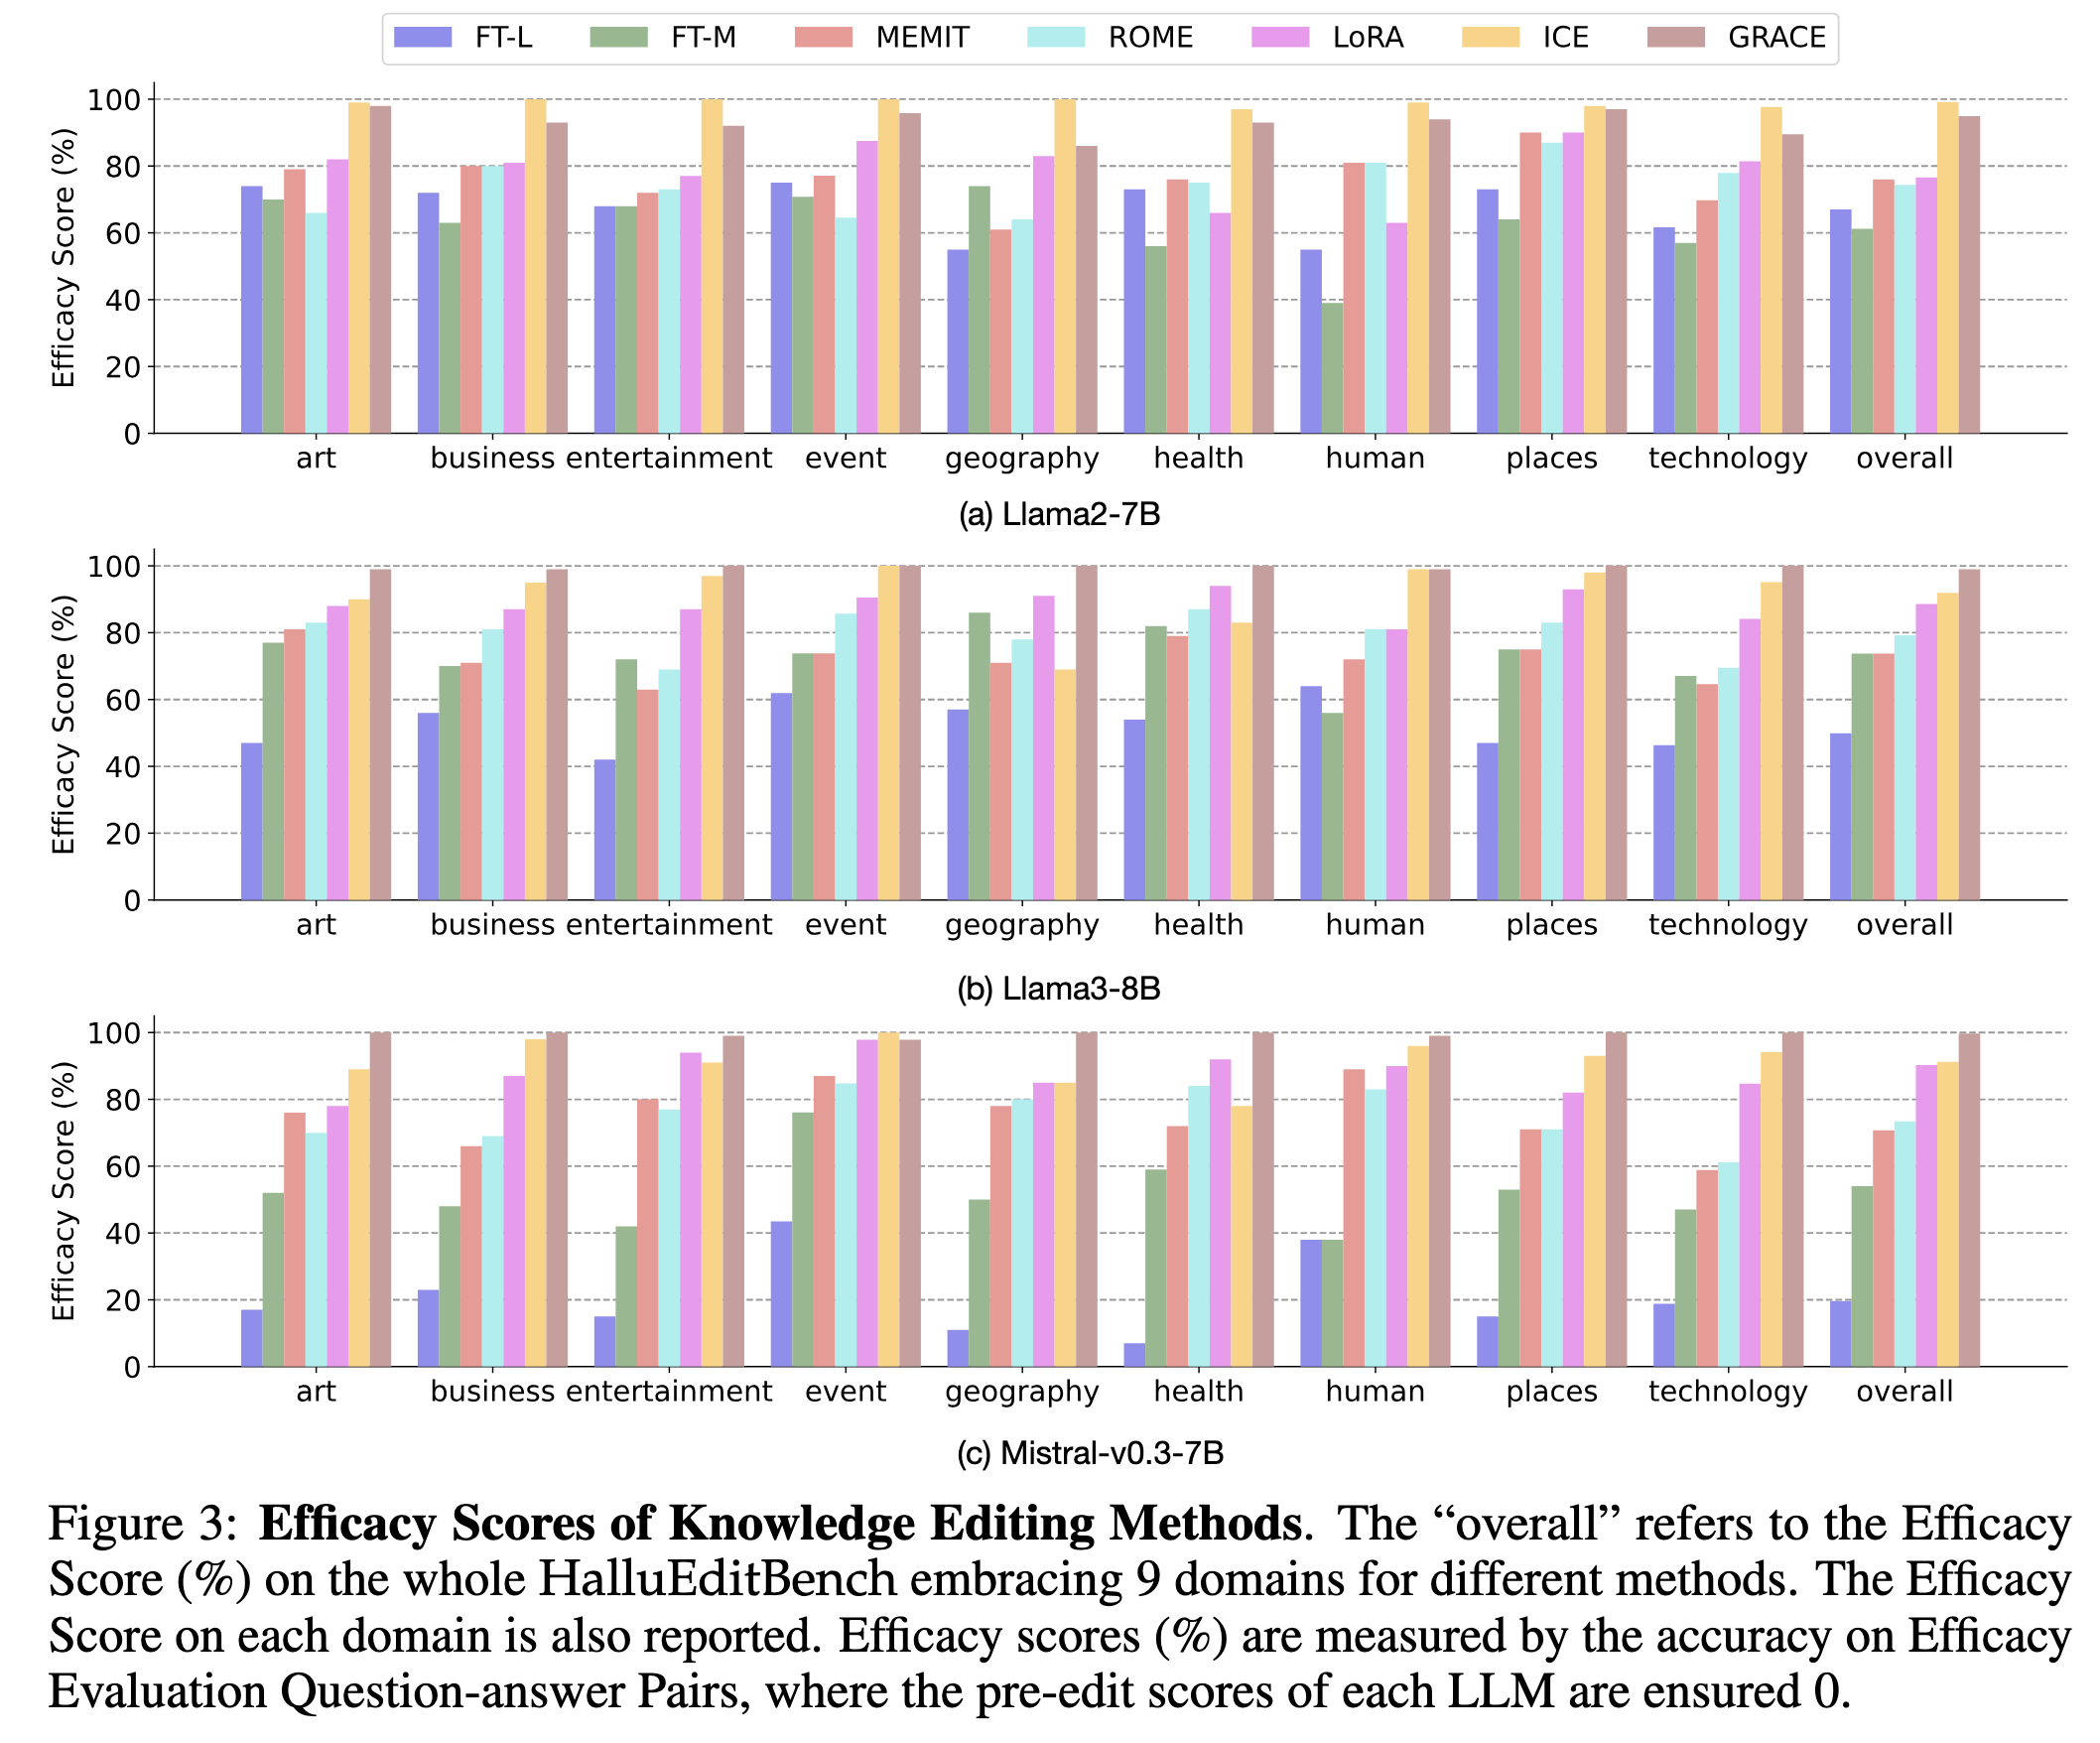 FT-L FT-M MEMIT ROME LoRA ICE GRACE
Efficacy Score (%)
100
80
60
40
20
0
art business entertainment event geography health human places technology overall
(a) Llama2-7B
Efficacy Score (%)
100
80
60
40
20
0
art business entertainment event geography health human places technology overall
(b) Llama3-8B
Efficacy Score (%)
100
80
60
40
20
0
art business entertainment event geography health human places technology overall
(c) Mistral-v0.3-7B
Figure 3: Efficacy Scores of Knowledge Editing Methods. The “overall” refers to the Efficacy
Score (%) on the whole HalluEditBench embracing 9 domains for different methods. The Efficacy
Score on each domain is also reported. Efficacy scores (%) are measured by the accuracy on Efficacy
Evaluation Question-answer Pairs, where the pre-edit scores of each LLM are ensured 0.